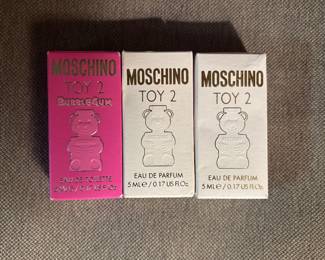 MOSCHINO
TOY 2
BUBBLEGUM
EAU DE TOILETTE
MOSCHINO
TOY 2
EAU DE PARFUM
5 ML e / 0.17 US Fl.Oz.
MOSCHINO
TOY 2
EAU DE PARFUM
5 ML e / 0.17 US Fl.Oz.